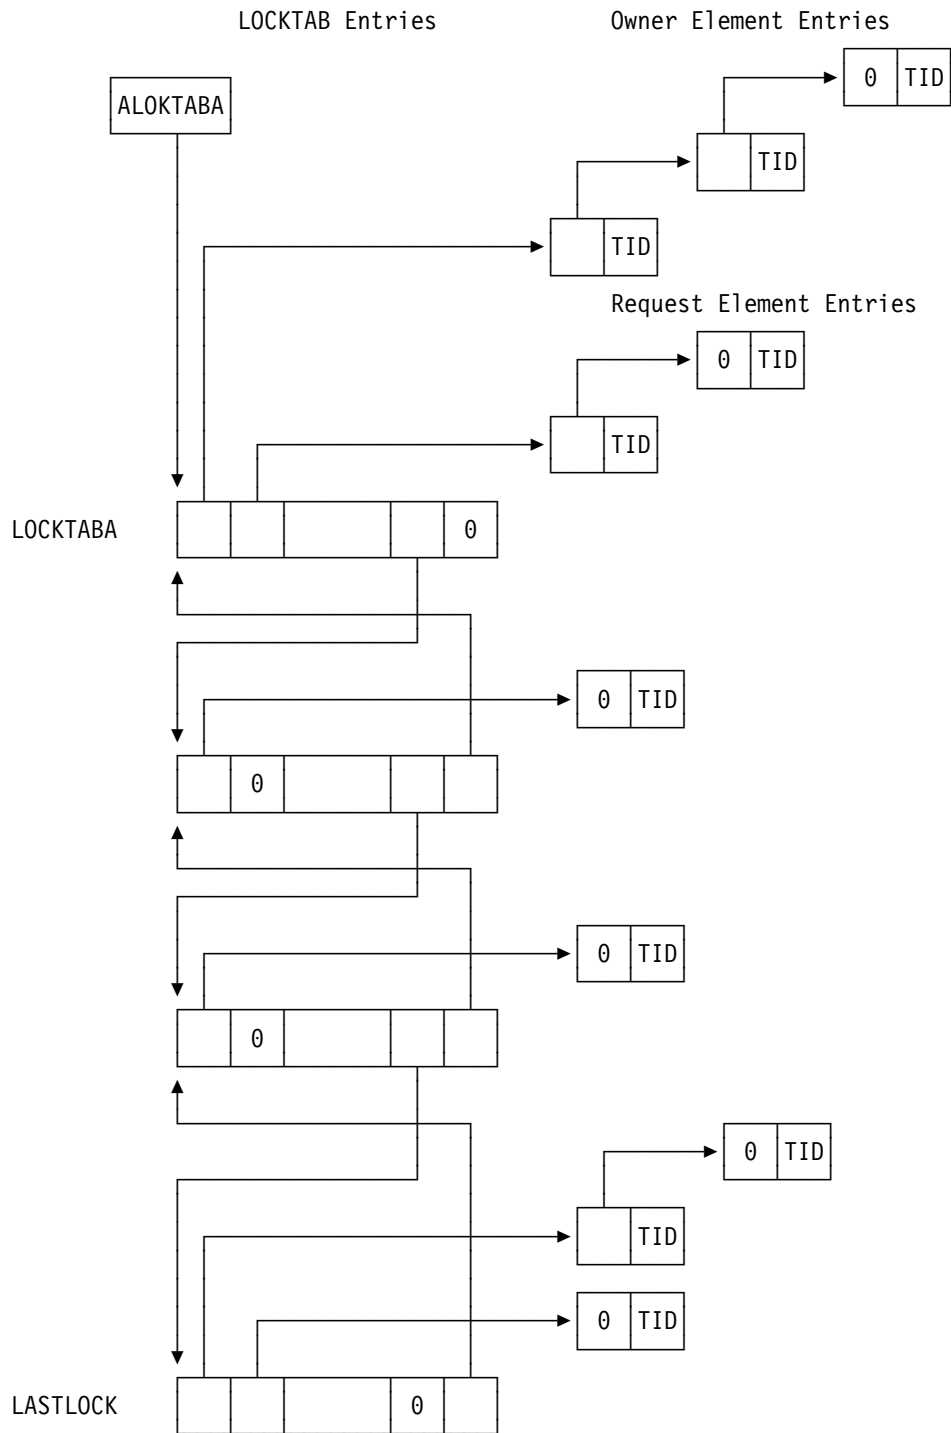 LOCKTAB Entries Owner Element Entries
0 TID
ALOKTABA
TID
TID
Request Element Entries
0 TID
TID
LOCKTABA 0
0 TID
0
0 TID
0
0 TID
TID
0 TID
LASTLOCK 0